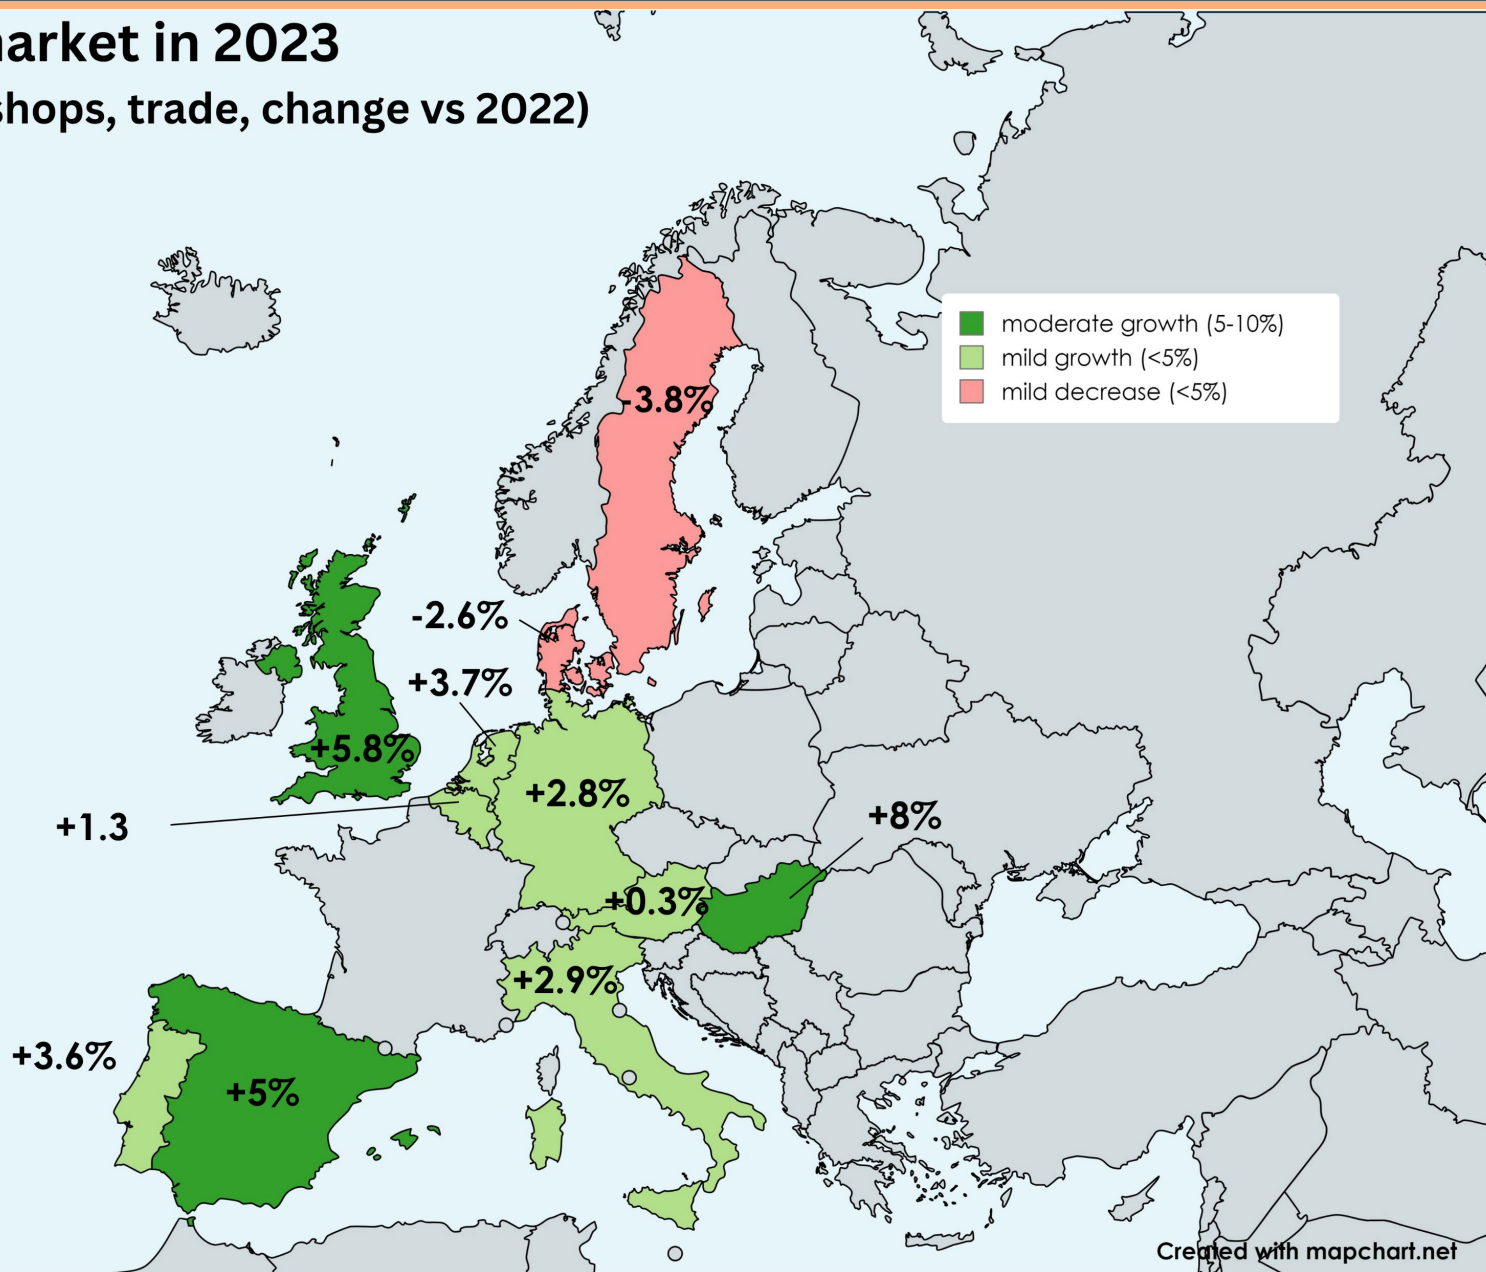 arket in 2023
shops, trade, change vs 2022)
moderate growth (5-10%)
mild growth (<5%)
mild decrease (<5%)
-3.8%
-2.6%
+3.7%
+5.8%
+2.8%
+1.3
+8%
+0.3%
+2.9%
+3.6%
+5%
Created with mapchart.net